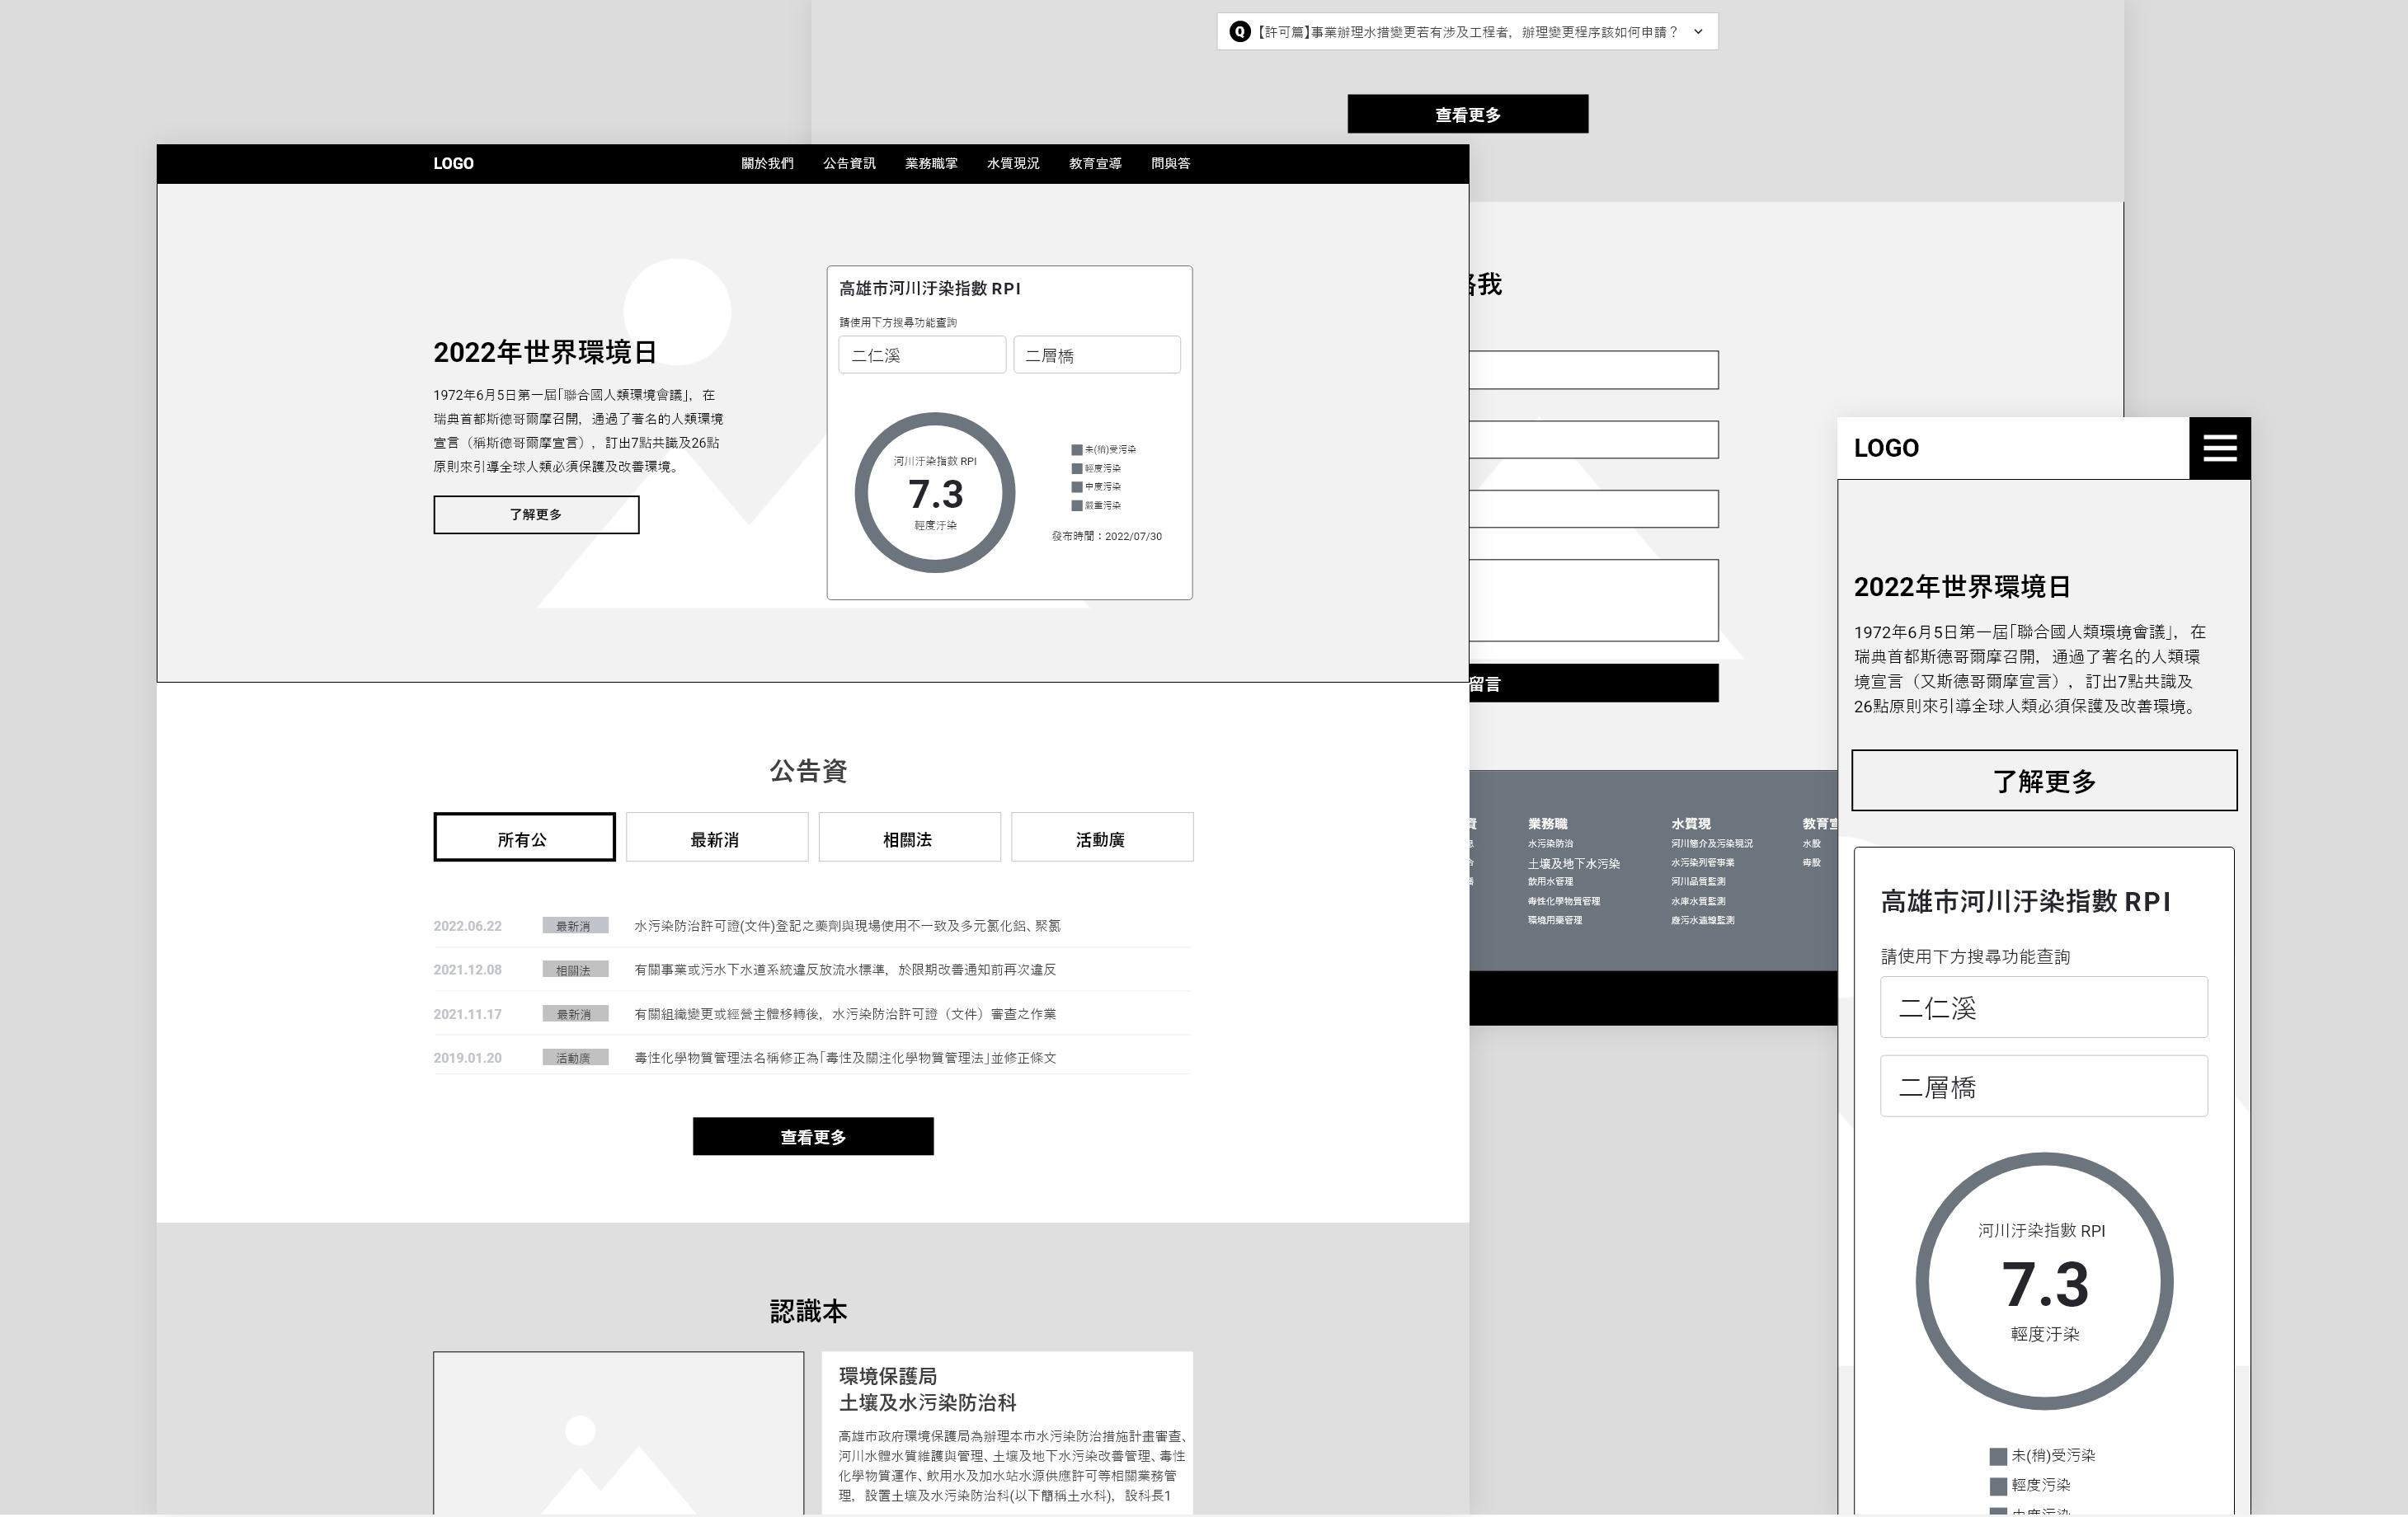 Q 【許可篇】事業辦理水措變更若有涉及工程者，辦理變更程序該如何申請？
查看更多
LOGO 關於我們 公告資訊 業務職掌 水質現況 教育宣導 問與答
2022年世界環境日
1972年6月5日第一屆「聯合國人類環境會議」，在
瑞典首都斯德哥爾摩召開，通過了著名的人類環境
宣言（稱斯德哥爾摩宣言），訂出7點共識及26點
原則來引導全球人類必須保護及改善環境。
了解更多
高雄市河川汙染指數 RPI
請使用下方搜尋功能查詢
二仁溪 二層橋
河川汙染指數 RPI
7.3
輕度汙染
未(稍)受污染
輕度污染
中度污染
嚴重污染
發布時間：2022/07/30
公告資
所有公 最新消 相關法 活動廣
2022.06.22 最新消 水污染防治許可證(文件)登記之藥劑與現場使用不一致及多元氯化鋁、聚氯
2021.12.08 相關法 有關事業或污水下水道系統違反放流水標準，於限期改善通知前再次違反
2021.11.17 最新消 有關組織變更或經營主體移轉後，水污染防治許可證（文件）審查之作業
2019.01.20 活動廣 毒性化學物質管理法名稱修正為「毒性及關注化學物質管理法」並修正條文
查看更多
認識本
環境保護局
土壤及水污染防治科
高雄市政府環境保護局為辦理本市水污染防治措施計畫審查、
河川水體水質維護與管理、土壤及地下水污染改善管理、毒性
化學物質運作、飲用水及加水站水源供應許可等相關業務管
理，設置土壤及水污染防治科(以下簡稱土水科)，設科長1
絡我
留言
業務職
水污染防治
土壤及地下水污染
飲用水管理
毒性化學物質管理
環境用藥管理
水質現
河川簡介及污染現況
水污染列管事業
河川品質監測
水庫水質監測
廢污水連線監測
教育宣
水股
毒股
LOGO
2022年世界環境日
1972年6月5日第一屆「聯合國人類環境會議」，在
瑞典首都斯德哥爾摩召開，通過了著名的人類環
境宣言（又斯德哥爾摩宣言），訂出7點共識及
26點原則來引導全球人類必須保護及改善環境。
了解更多
高雄市河川汙染指數 RPI
請使用下方搜尋功能查詢
二仁溪
二層橋
河川汙染指數 RPI
7.3
輕度汙染
未(稍)受污染
輕度污染
中度污染